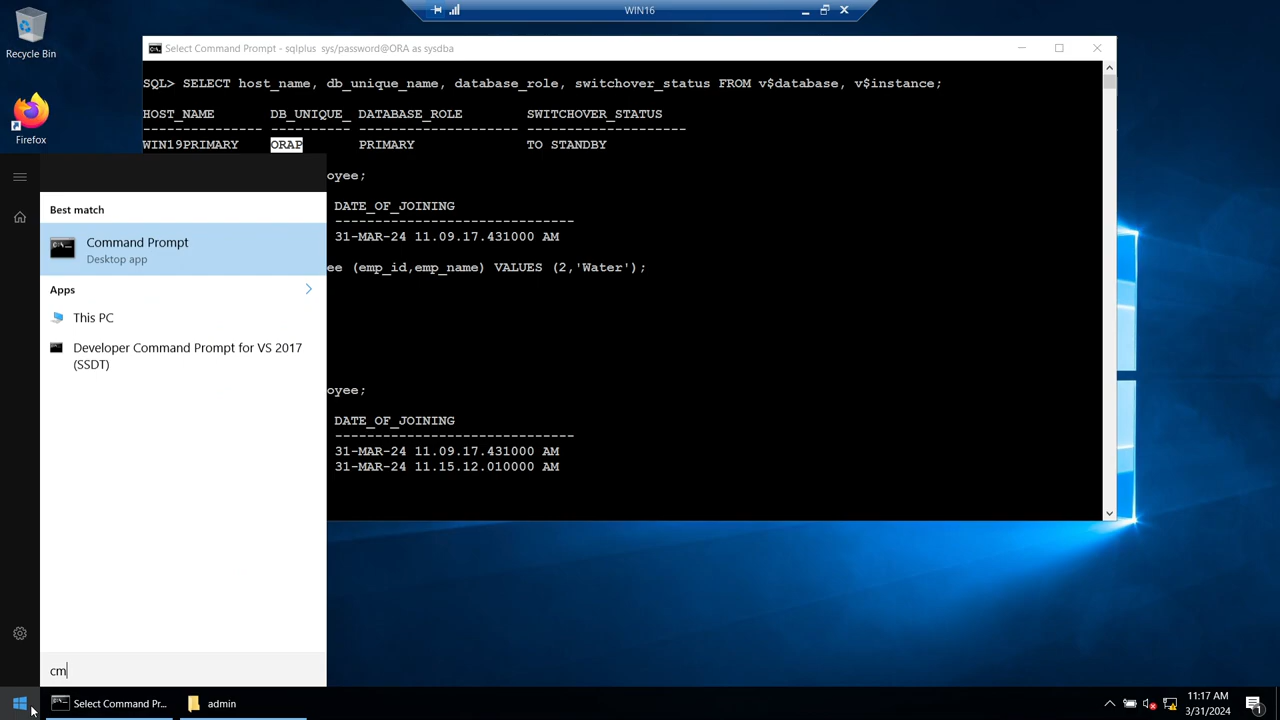 WIN16
Recycle Bin
Firefox
Select Command Prompt - sqlplus sys/password@ORA as sysdba
SQL> SELECT host_name, db_unique_name, database_role, switchover_status FROM v$database, v$instance;
HOST_NAME DB_UNIQUE_ DATABASE_ROLE SWITCHOVER_STATUS
--------------- ---------- -------------------- --------------------
WIN19PRIMARY ORAP PRIMARY TO STANDBY
oyee;
DATE_OF_JOINING
------------------------------
31-MAR-24 11.09.17.431000 AM
ee (emp_id,emp_name) VALUES (2,'Water');
oyee;
DATE_OF_JOINING
------------------------------
31-MAR-24 11.09.17.431000 AM
31-MAR-24 11.15.12.010000 AM
Best match
Command Prompt
Desktop app
Apps
This PC
Developer Command Prompt for VS 2017
(SSDT)
cm
Select Command Pr...
admin
11:17 AM
3/31/2024
1